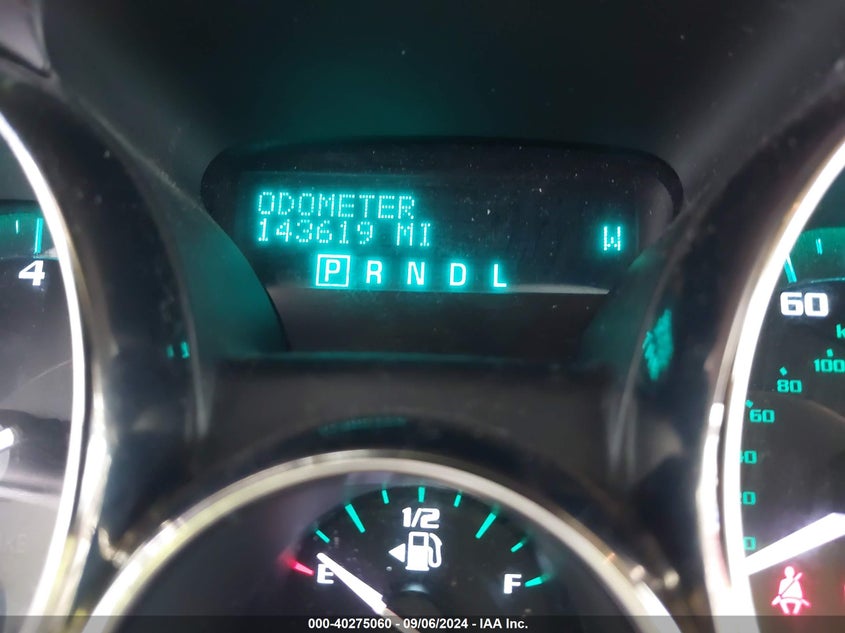 ODOMETER
143619 MI W
P R N D L
4
60
100
80
60
1/2
E F
000-40275060 - 09/06/2024 - IAA Inc.